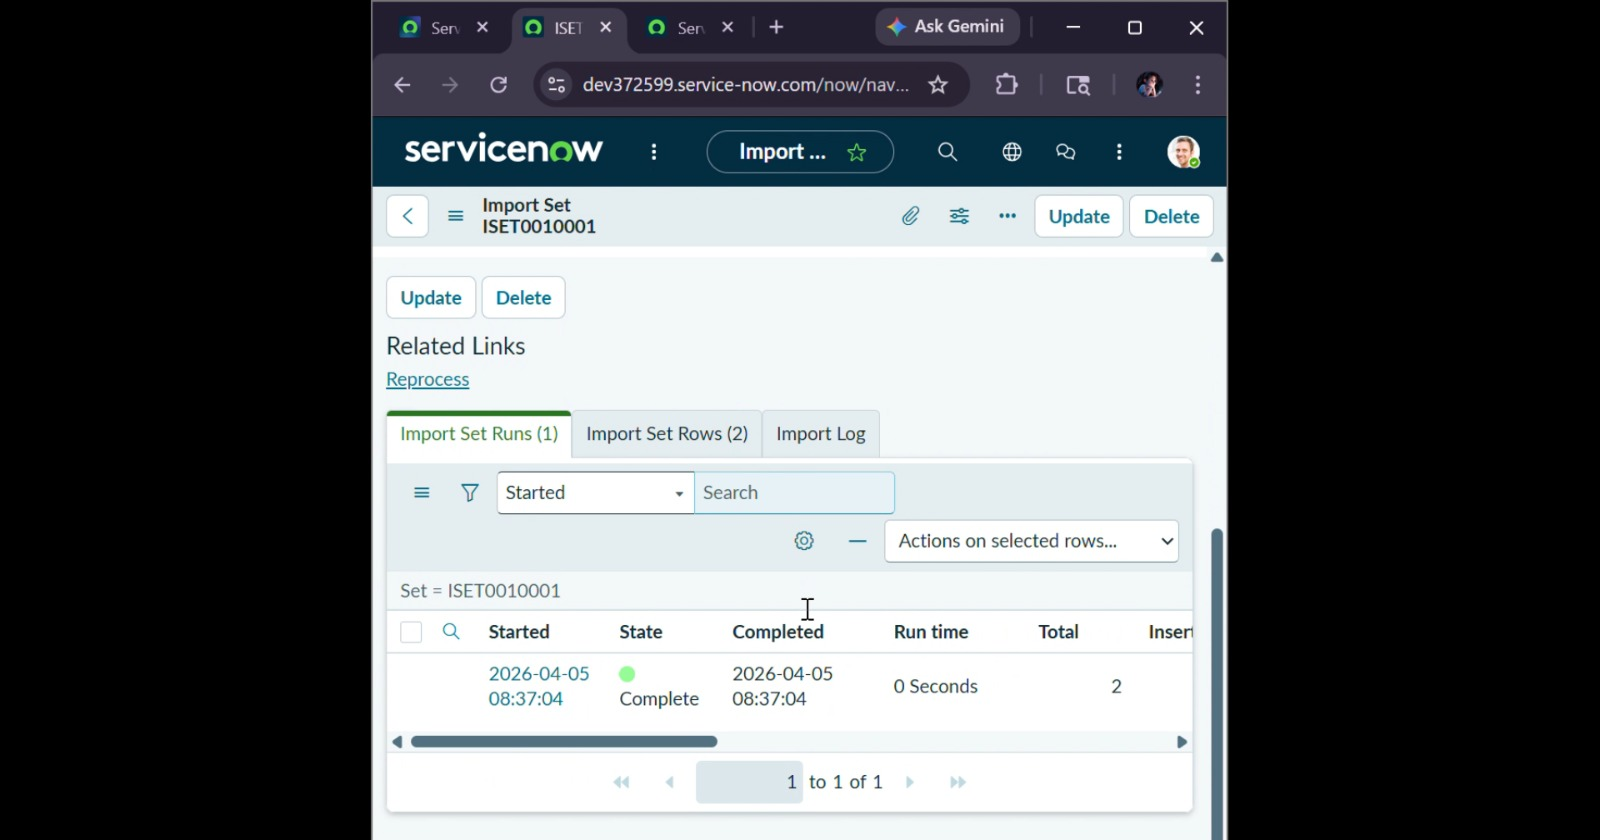 Serv
ISET
Serv
Ask Gemini
dev372599.service-now.com/now/nav...
servicenow
Import ...
Import Set
ISET0010001
Update
Delete
Update
Delete
Related Links
Reprocess
Import Set Runs (1)
Import Set Rows (2)
Import Log
Started
Search
Actions on selected rows...
Set = ISET0010001
Started
State
Completed
Run time
Total
Insert
2026-04-05
08:37:04
Complete
2026-04-05
08:37:04
0 Seconds
2
1 to 1 of 1